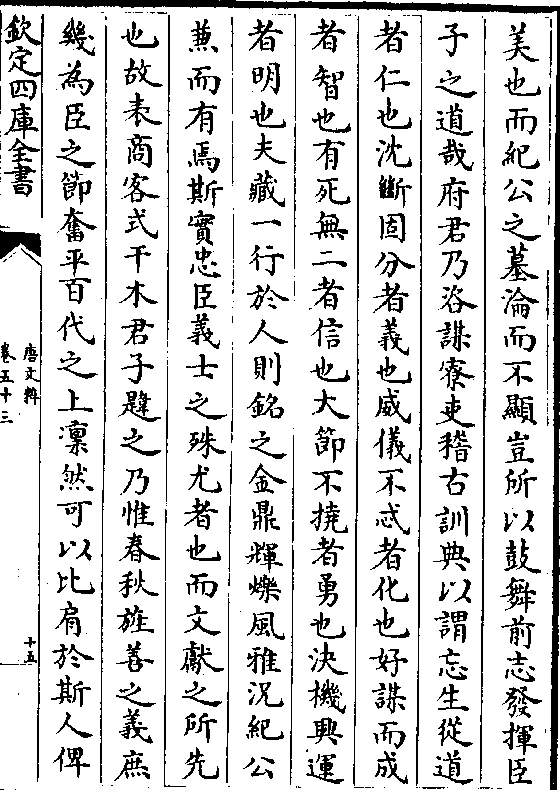 美也而紀公之墓淪而不顯豈所以鼓舞前志發揮臣
子之道哉府君乃洛謀寮吏稽古訓典以謂忘生從道
者仁也沈斷固分者義也威儀不忒者化也好謀而成
者智也有死無二者信也大節不撓者勇也決機興運
者明也夫藏一行於人則銘之金鼎輝爍風雅況紀公
兼而有焉斯實忠臣義士之殊尤者也而文獻之所先
也故表商客式干木君子韙之乃惟春秋旌善之義庶
幾為臣之節奮乎百代之上凛然可以比肩於斯人俾
欽定四庫全書
唐文粹
卷五十三
十五